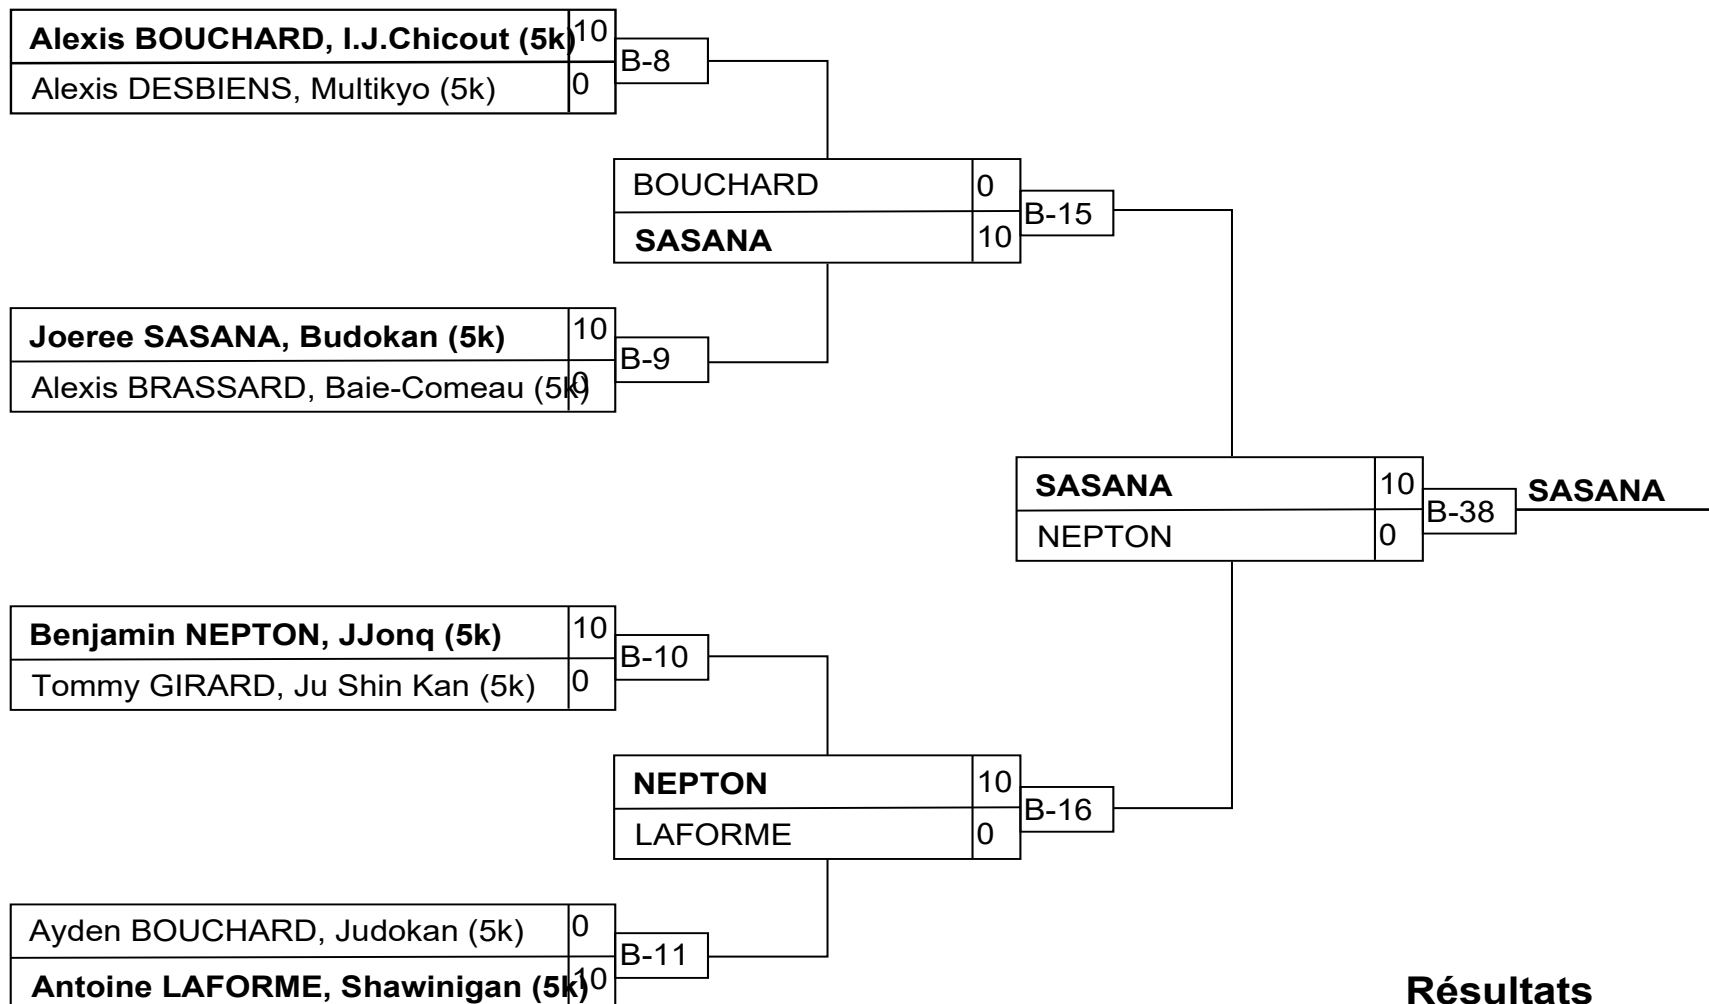 Alexis BOUCHARD, I.J.Chicout (5k) 10
B-8
Alexis DESBIENS, Multikyo (5k) 0
BOUCHARD 0
B-15
SASANA 10
Joeree SASANA, Budokan (5k) 10
B-9
Alexis BRASSARD, Baie-Comeau (5k) 0
SASANA 10
B-38
SASANA
NEPTON 0
Benjamin NEPTON, JJonq (5k) 10
B-10
Tommy GIRARD, Ju Shin Kan (5k) 0
NEPTON 10
B-16
LAFORME 0
Ayden BOUCHARD, Judokan (5k) 0
B-11
Antoine LAFORME, Shawinigan (5k) 10
Résultats